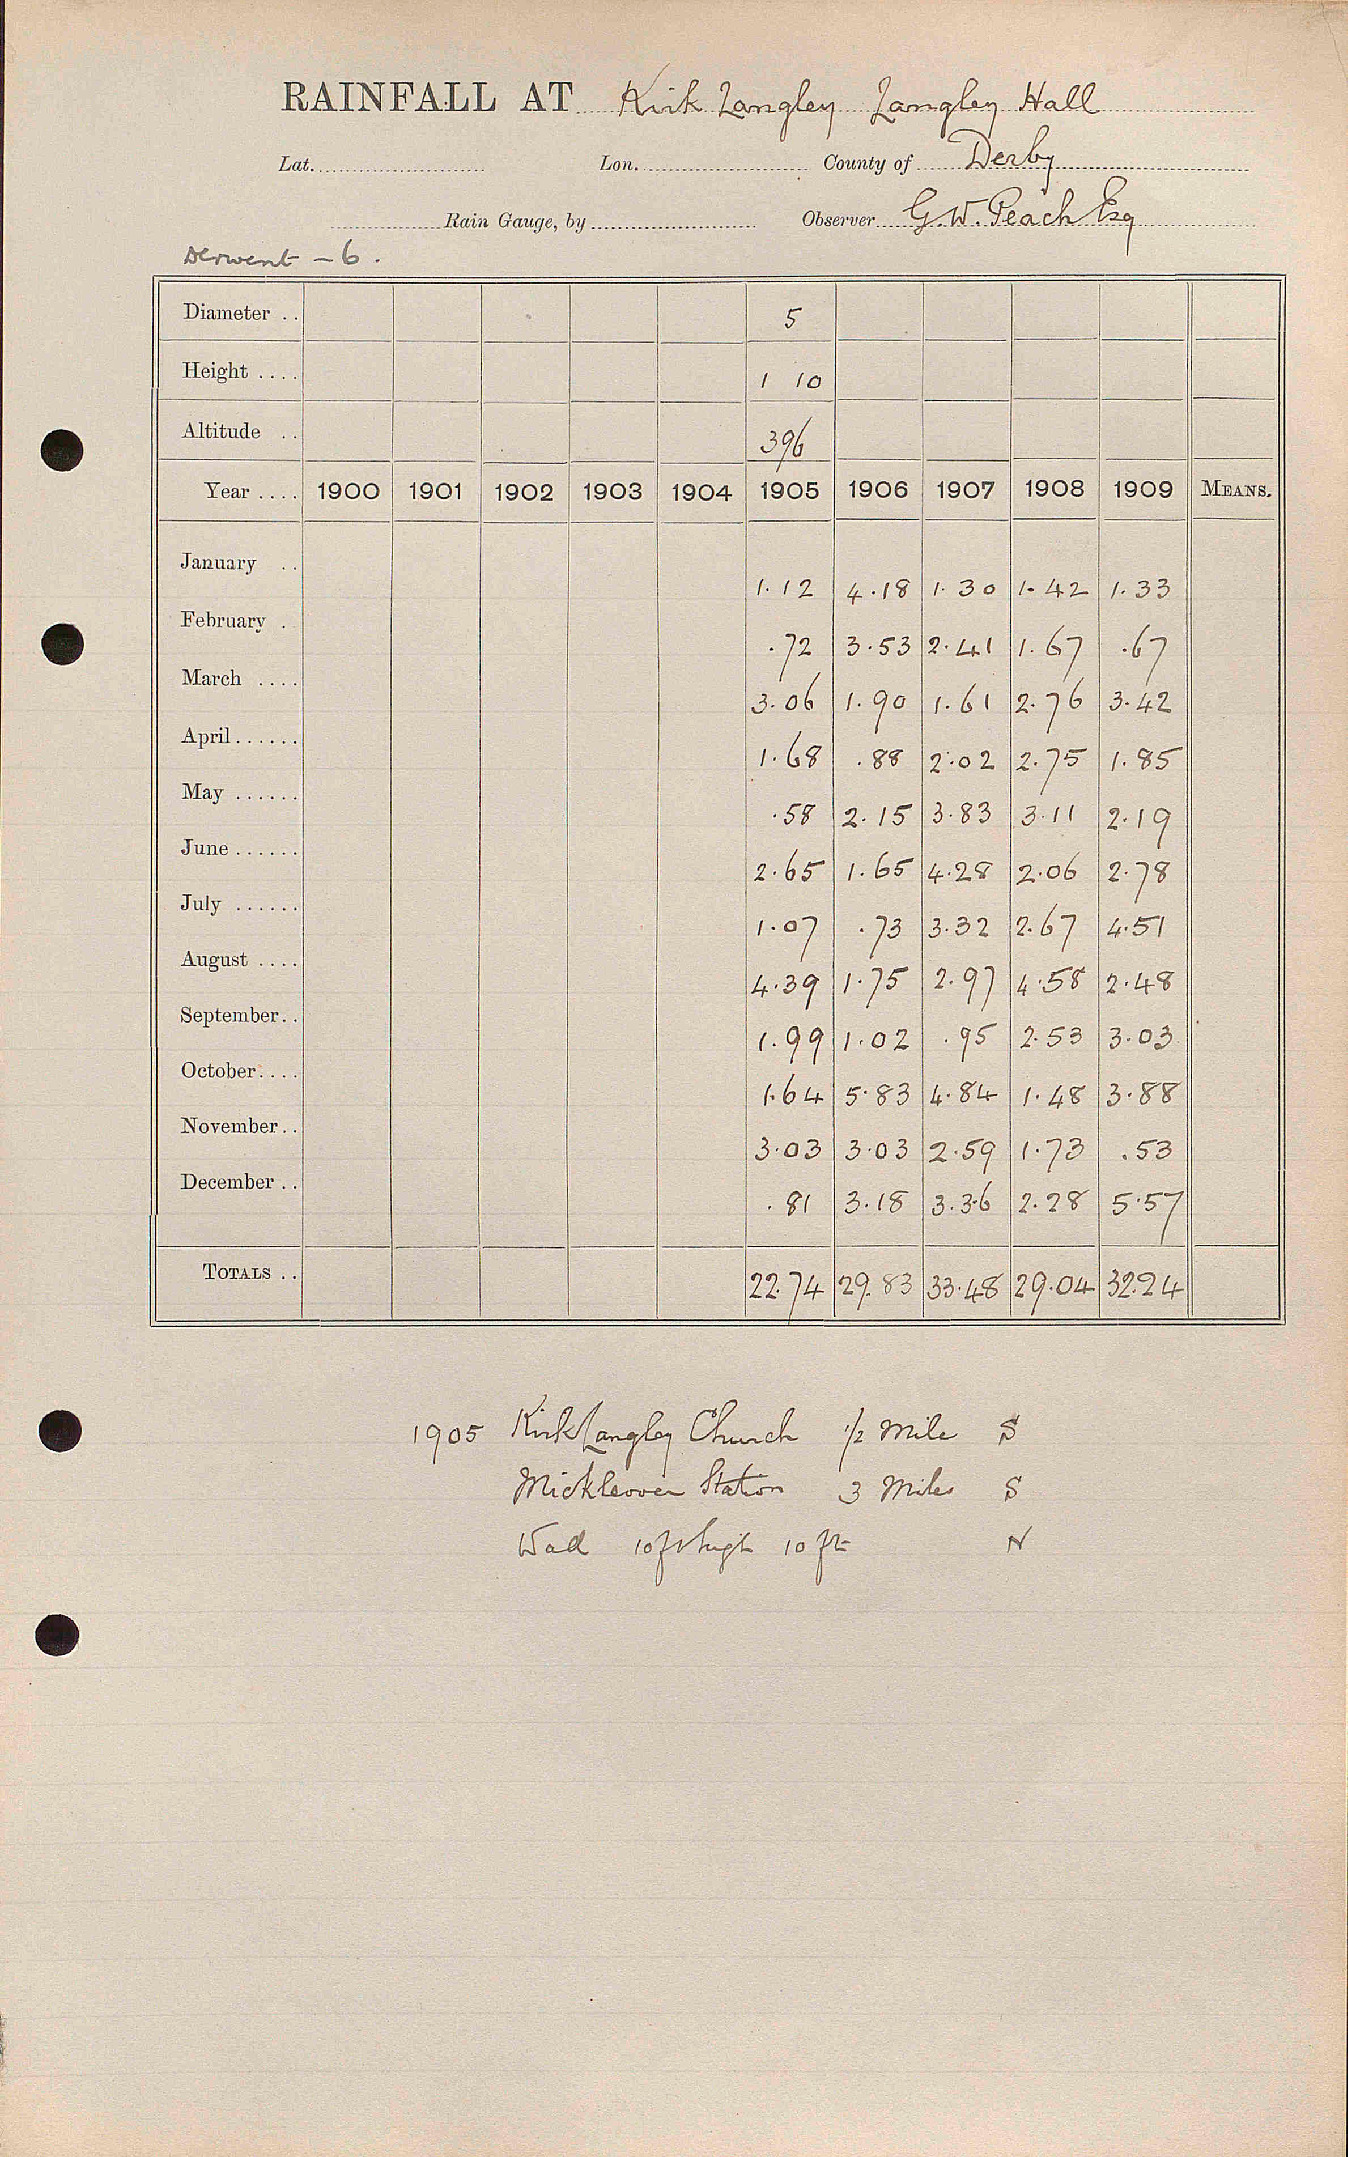 RAINFALL AT Kirk Langley Langley Hall
Lat. Lon. County of Derby
Rain Gauge, by Observer G.W. Peach Esq
Derwent – 6.
Diameter .. 5
Height .... 1 10
Altitude .. 396
Year .... 1900 1901 1902 1903 1904 1905 1906 1907 1908 1909 MEANS.
January .. 1.12 4.18 1.30 1.42 1.33
February . .72 3.53 2.41 1.67 .67
March .... 3.06 1.90 1.61 2.76 3.42
April...... 1.68 .88 2.02 2.75 1.85
May ...... .58 2.15 3.83 3.11 2.19
June ...... 2.65 1.65 4.28 2.06 2.78
July ...... 1.07 .73 3.32 2.67 4.51
August .... 4.39 1.75 2.97 4.58 2.48
September.. 1.99 1.02 .95 2.53 3.03
October.... 1.64 5.83 4.84 1.48 3.88
November.. 3.03 3.03 2.59 1.73 .53
December .. .81 3.18 3.36 2.28 5.57
TOTALS .. 22.74 29.83 33.48 29.04 32.24
1905 Kirk Langley Church 1/2 Mile S
Mickleover Station 3 Miles S
Wall 10ft high 10 ft N